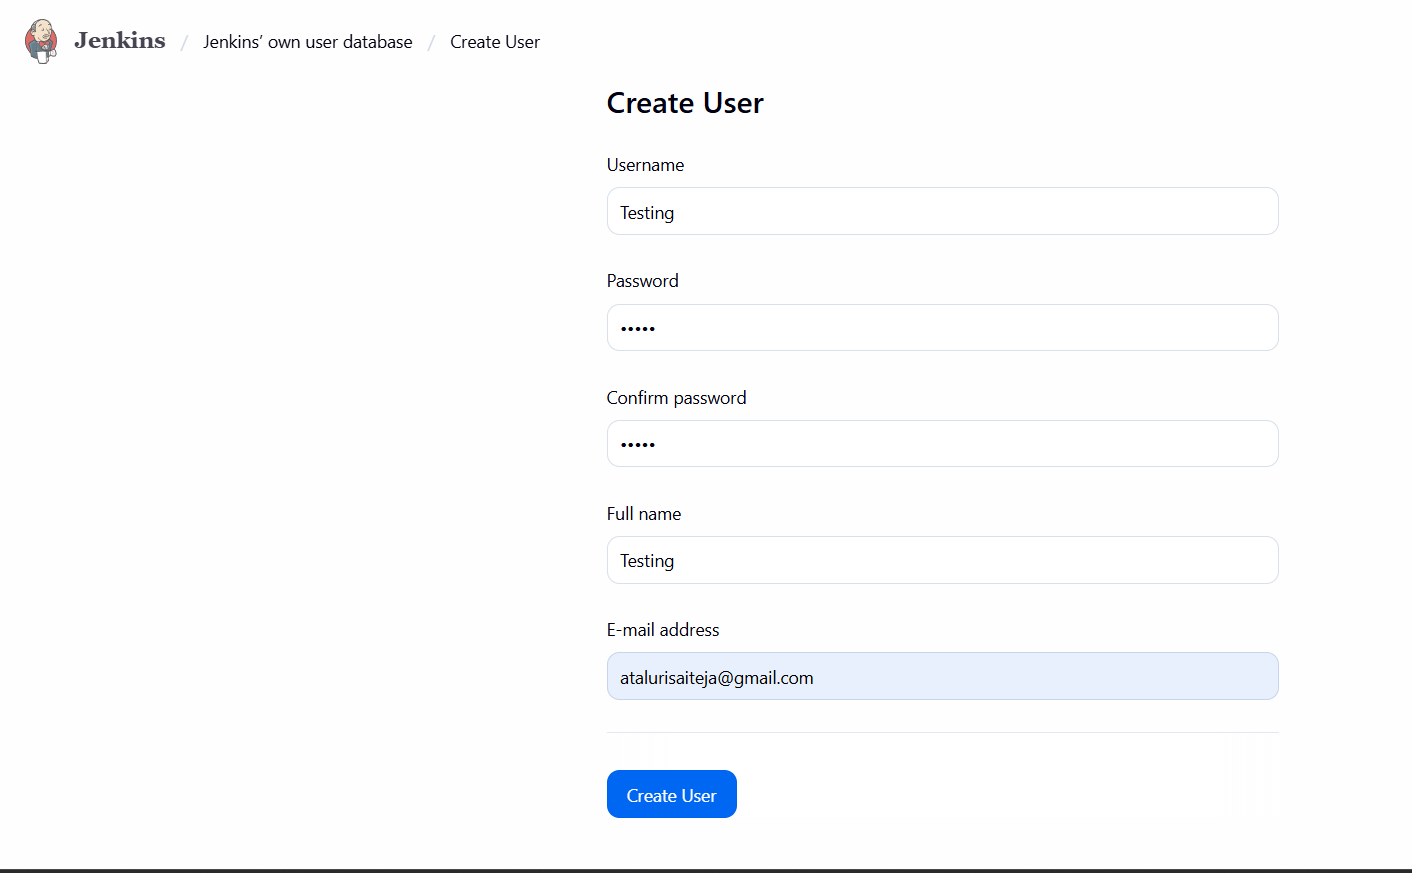 Jenkins / Jenkins’ own user database / Create User
Create User
Username
Testing
Password
•••••
Confirm password
•••••
Full name
Testing
E-mail address
atalurisaiteja@gmail.com
Create User